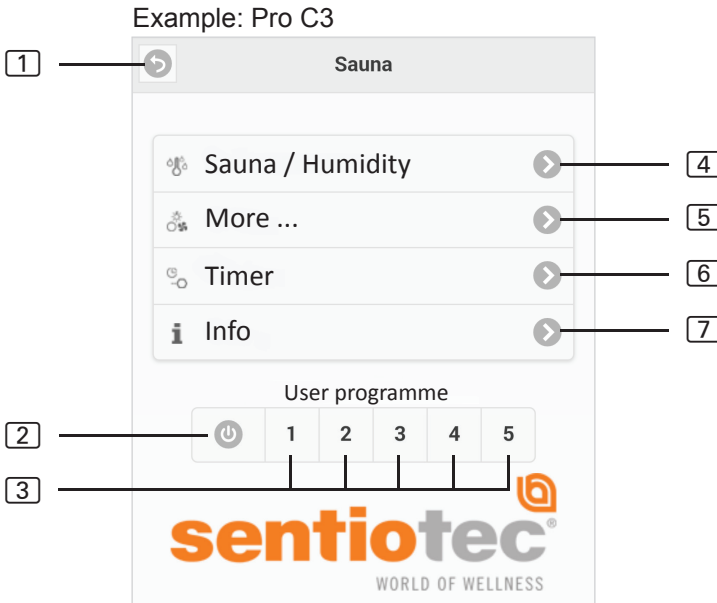 Example: Pro C3
1
Sauna
Sauna / Humidity
4
More ...
5
Timer
6
Info
7
User programme
2
1 2 3 4 5
3
sentiotec®
WORLD OF WELLNESS